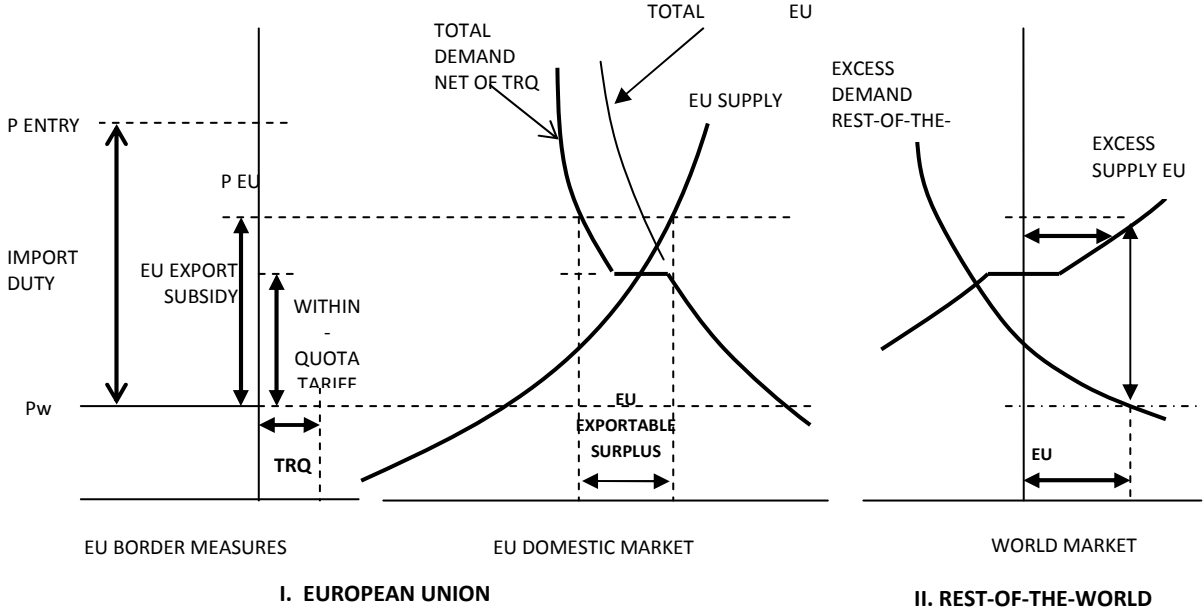 TOTAL EU
TOTAL
DEMAND
NET OF TRQ
EU SUPPLY
EXCESS
DEMAND
REST-OF-THE-
EXCESS
SUPPLY EU
P ENTRY
P EU
IMPORT
DUTY
EU EXPORT
SUBSIDY
WITHIN
-
QUOTA
TARIFF
Pw
TRQ
EU
EXPORTABLE
SURPLUS
EU
EU BORDER MEASURES
EU DOMESTIC MARKET
WORLD MARKET
I. EUROPEAN UNION
II. REST-OF-THE-WORLD